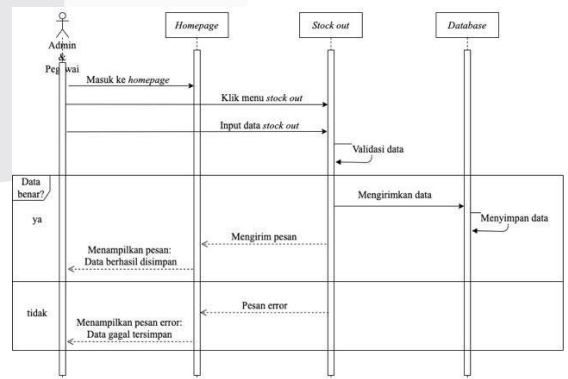 Homepage
Stock out
Database
Admin
&
Pegawai
Masuk ke homepage
Klik menu stock out
Input data stock out
Validasi data
Data
benar?
Mengirimkan data
ya
Menyimpan data
Mengirim pesan
Menampilkan pesan:
Data berhasil disimpan
Pesan error
tidak
Menampilkan pesan error:
Data gagal tersimpan